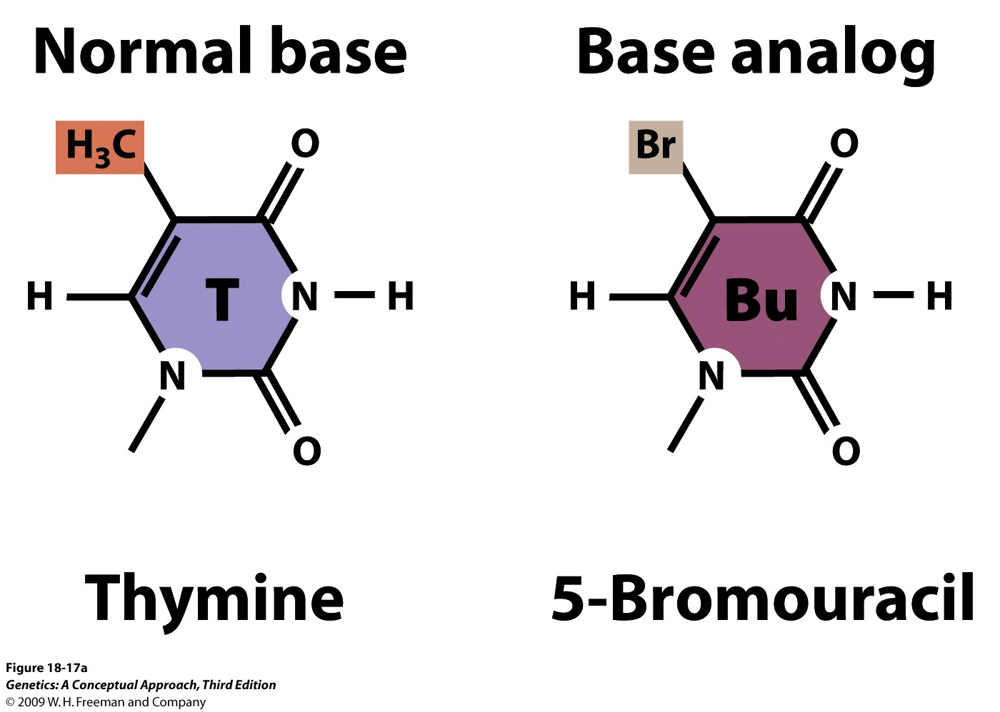 Normal base
Base analog
H3C
O
H
T
N
H
N
O
Thymine
Br
O
H
Bu
N
H
N
O
5-Bromouracil
Figure 18-17a
Genetics: A Conceptual Approach, Third Edition
© 2009 W. H. Freeman and Company